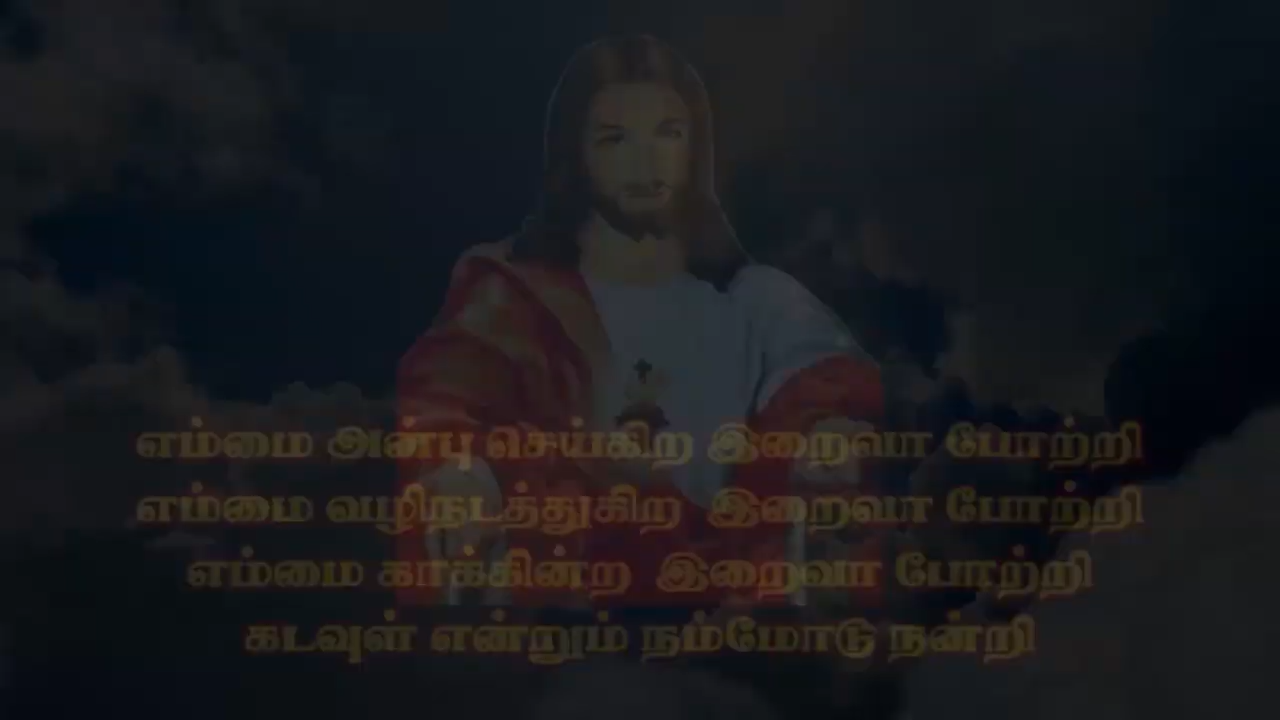 எம்மை அன்பு செய்கிற இறைவா போற்றி
எம்மை வழிநடத்துகிற இறைவா போற்றி
எம்மை காக்கின்ற இறைவா போற்றி
கடவுள் என்றும் நம்மோடு நன்றி